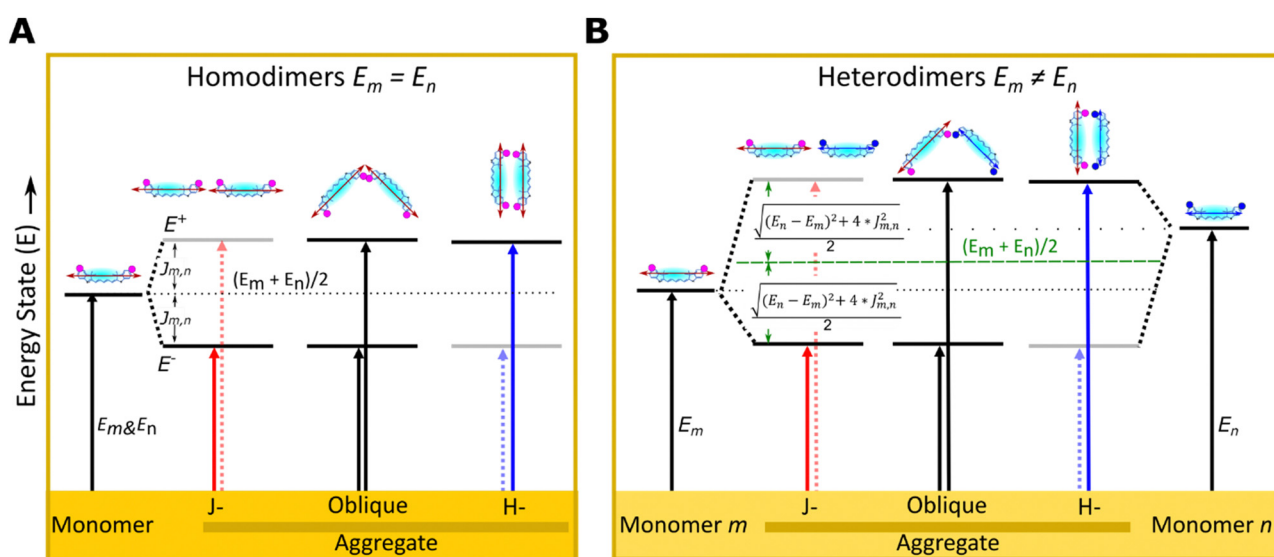 A
Homodimers Em = En
Energy State (E)
E+
Jm,n
(Em + En)/2
Jm,n
E-
Em&En
Monomer
J-
Oblique
H-
Aggregate
B
Heterodimers Em ≠ En
√(En − Em)² + 4 * J²m,n
2
(Em + En)/2
√(En − Em)² + 4 * J²m,n
2
Em
En
Monomer m
J-
Oblique
H-
Monomer n
Aggregate